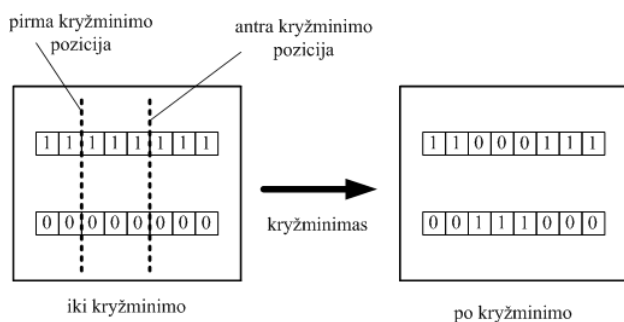 pirma kryžminimo
pozicija
antra kryžminimo
pozicija
1 1 1 1 1 1 1 1
0 0 0 0 0 0 0 0
iki kryžminimo
kryžminimas
1 1 0 0 0 1 1 1
0 0 1 1 1 0 0 0
po kryžminimo